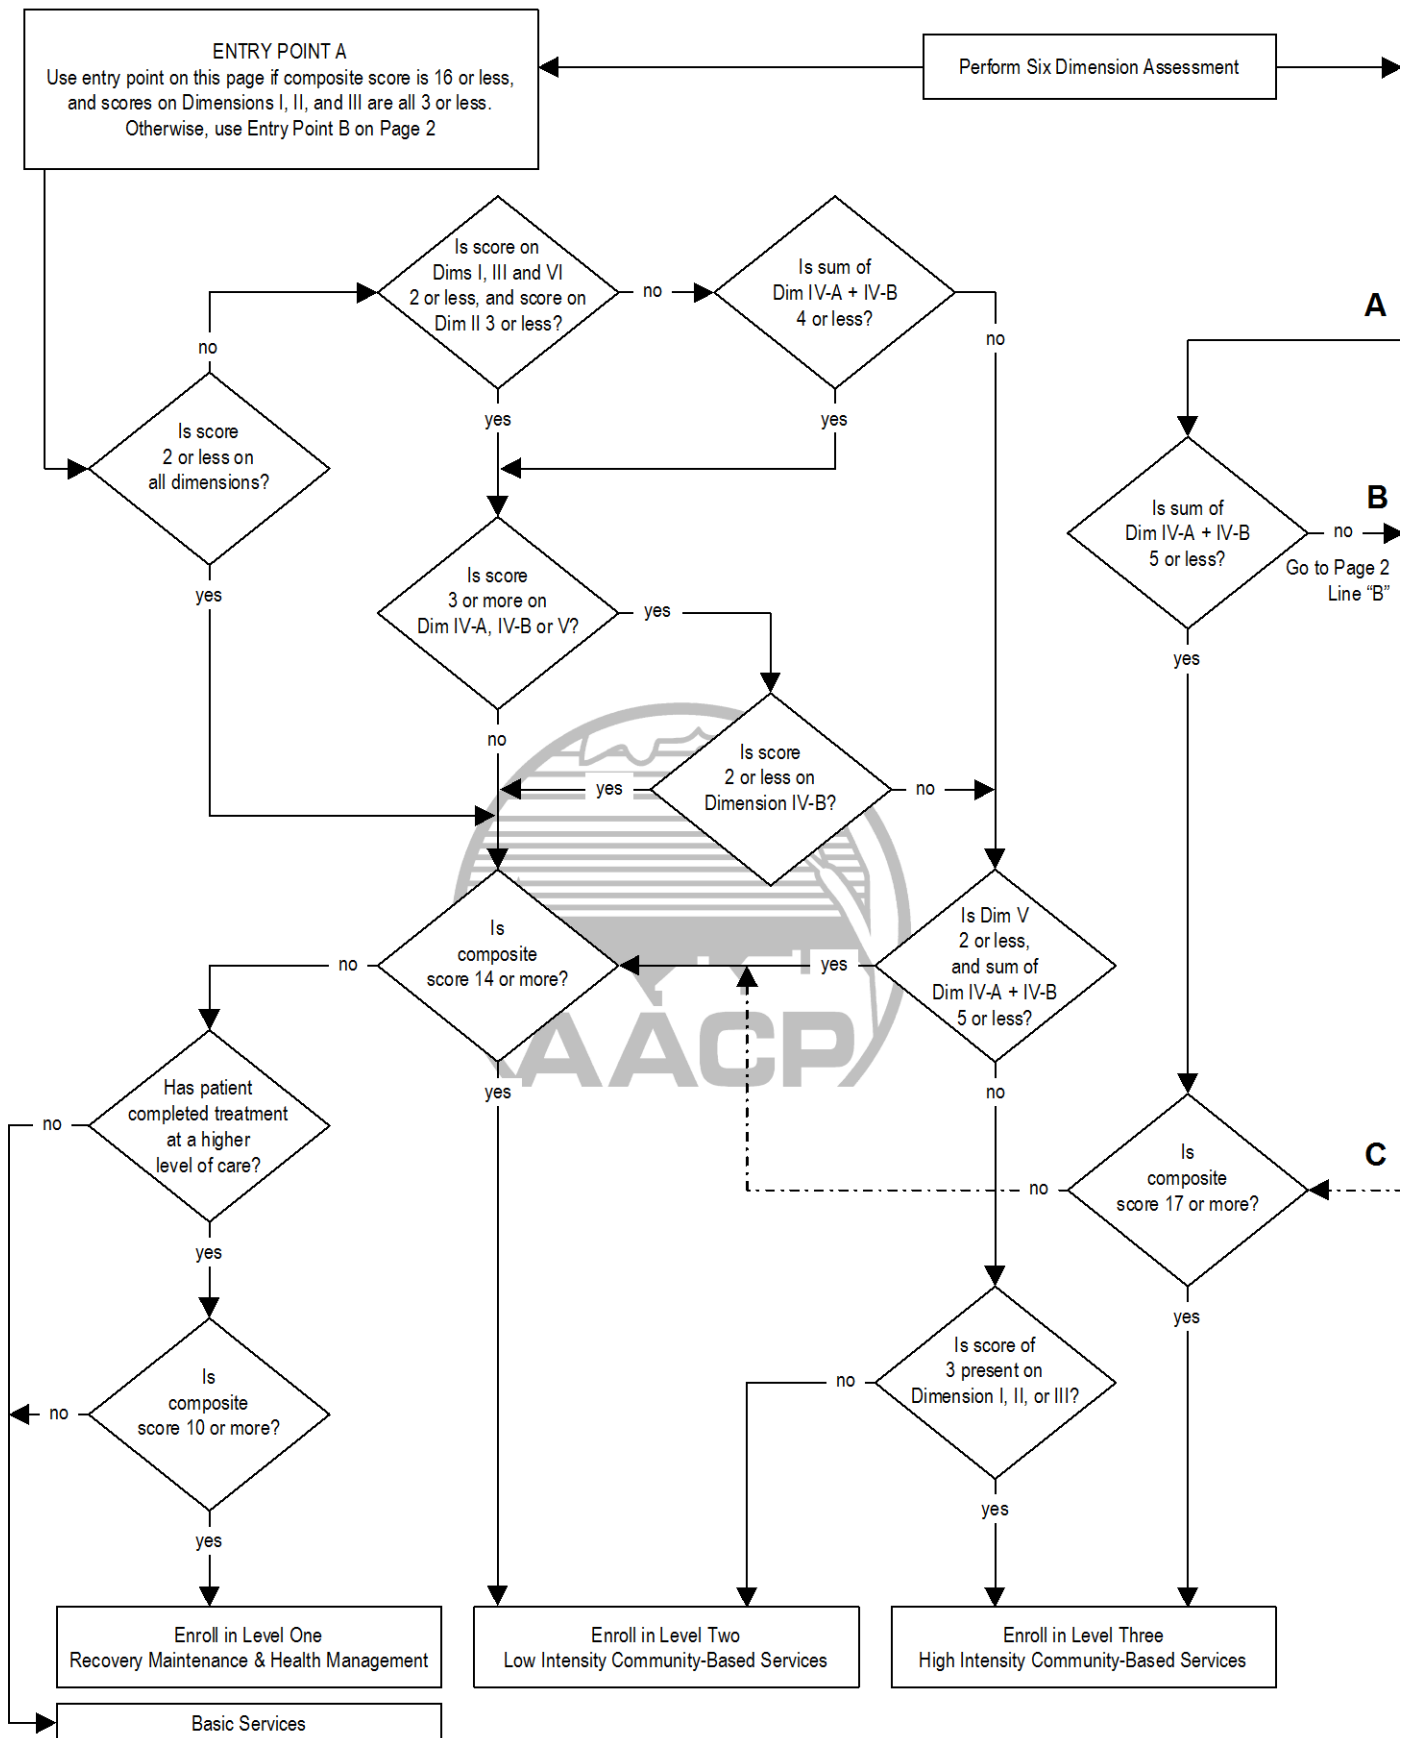 ENTRY POINT A
Use entry point on this page if composite score is 16 or less,
and scores on Dimensions I, II, and III are all 3 or less.
Otherwise, use Entry Point B on Page 2
Perform Six Dimension Assessment
Is score on
Dims I, III and VI
2 or less, and score on
Dim II 3 or less?
no
Is sum of
Dim IV-A + IV-B
4 or less?
no
A
no
yes
yes
Is score
2 or less on
all dimensions?
yes
Is sum of
Dim IV-A + IV-B
5 or less?
B
no
Go to Page 2
Line “B”
yes
Is score
3 or more on
Dim IV-A, IV-B or V?
yes
no
Is score
2 or less on
Dimension IV-B?
yes
no
Is
composite
score 14 or more?
no
yes
Is Dim V
2 or less,
and sum of
Dim IV-A + IV-B
5 or less?
yes
no
AACP
Has patient
completed treatment
at a higher
level of care?
no
yes
Is
composite
score 17 or more?
no
C
yes
Is
composite
score 10 or more?
no
yes
Is score of
3 present on
Dimension I, II, or III?
no
yes
Enroll in Level One
Recovery Maintenance & Health Management
Enroll in Level Two
Low Intensity Community-Based Services
Enroll in Level Three
High Intensity Community-Based Services
Basic Services